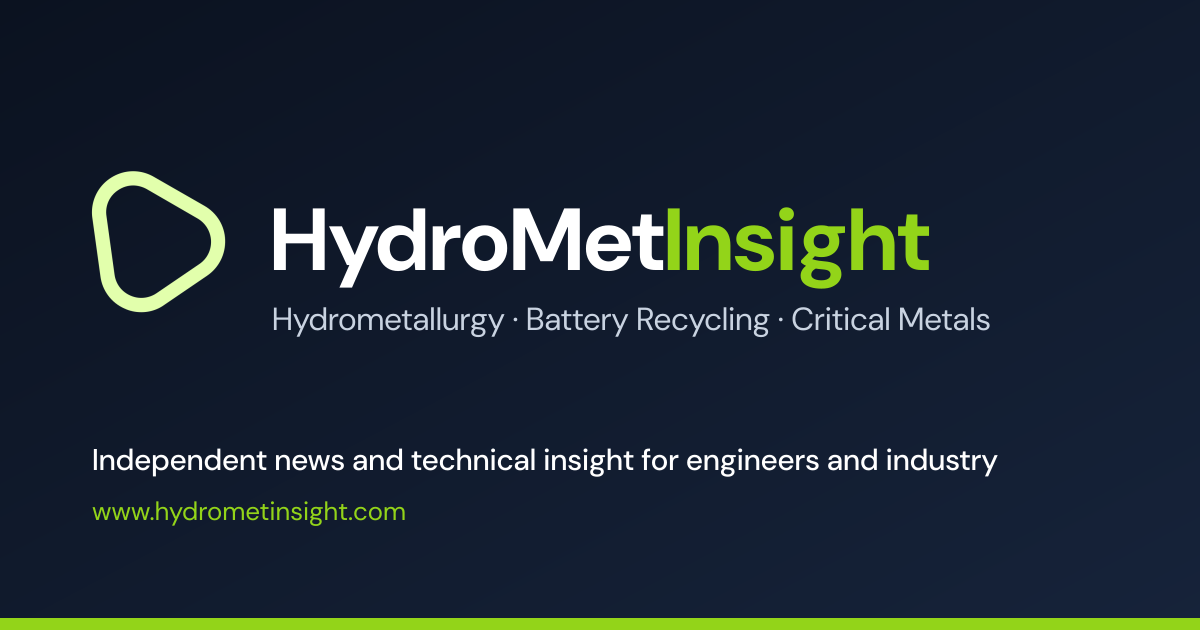 HydroMetInsight
Hydrometallurgy · Battery Recycling · Critical Metals
Independent news and technical insight for engineers and industry
www.hydrometinsight.com